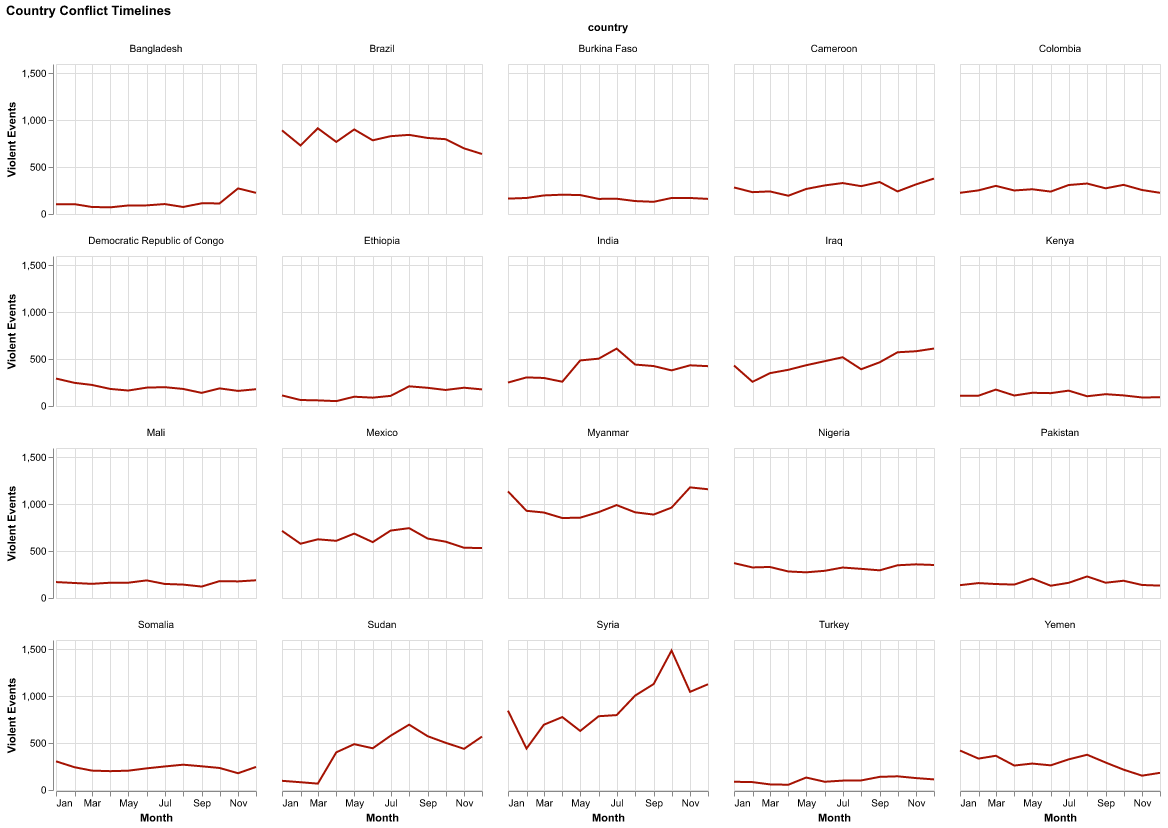 Country Conflict Timelines
country
Bangladesh Brazil Burkina Faso Cameroon Colombia
1,500
1,000
500
0
Violent Events
Democratic Republic of Congo Ethiopia India Iraq Kenya
1,500
1,000
500
0
Violent Events
Mali Mexico Myanmar Nigeria Pakistan
1,500
1,000
500
0
Violent Events
Somalia Sudan Syria Turkey Yemen
1,500
1,000
500
0
Violent Events
Jan Mar May Jul Sep Nov Jan Mar May Jul Sep Nov Jan Mar May Jul Sep Nov Jan Mar May Jul Sep Nov Jan Mar May Jul Sep Nov
Month Month Month Month Month